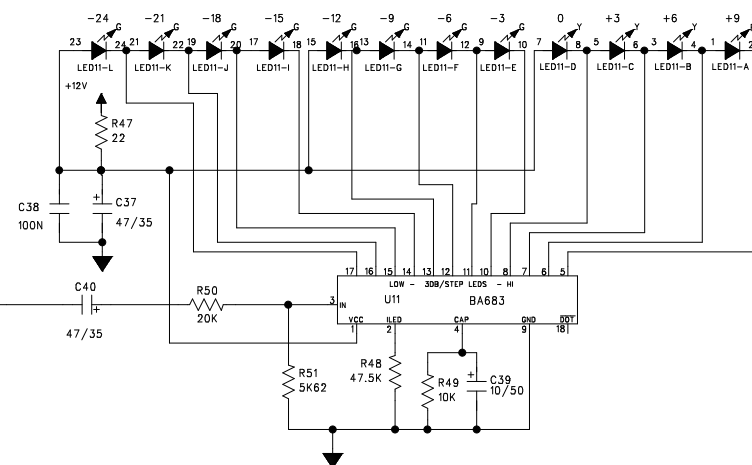 -24 -21 -18 -15 -12 -9 -6 -3 0 +3 +6 +9
G G G G G G G G Y Y Y
23 24 21 22 19 20 17 18 15 16 13 14 11 12 9 10 7 8 5 6 3 4 1 2
LED11-L LED11-K LED11-J LED11-I LED11-H LED11-G LED11-F LED11-E LED11-D LED11-C LED11-B LED11-A
+12V
R47
22
C38
100N
+
C37
47/35
17 16 15 14 13 12 11 10 8 7 6 5
LOW - 3DB/STEP LEDS - HI
U11 BA683
3 IN
VCC ILED CAP GND DOT
1 2 4 9 18
C40
+
47/35
R50
20K
R51
5K62
R48
47.5K
R49
10K
+
C39
10/50